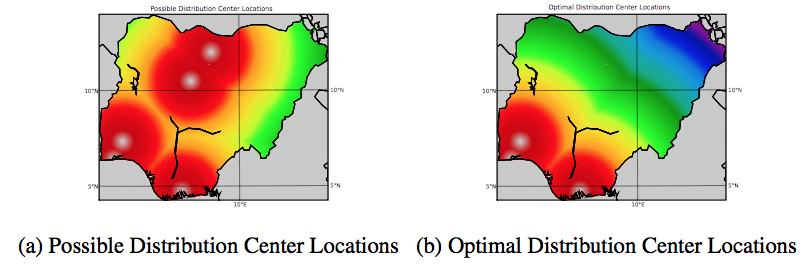 Possible Distribution Center Locations
Optimal Distribution Center Locations
10°N
10°N
10°N
10°N
5°N
5°N
5°N
5°N
10°E
10°E
(a) Possible Distribution Center Locations
(b) Optimal Distribution Center Locations